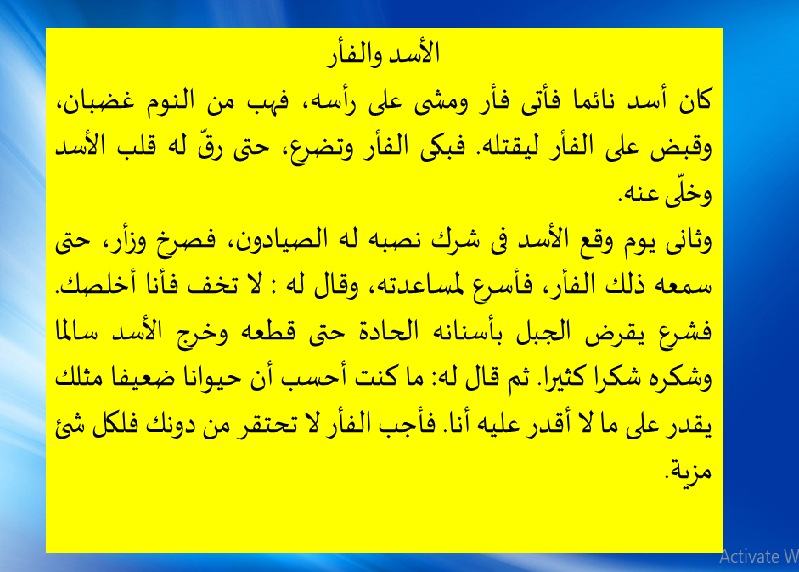 الأسد والفأر
كان أسد نائما فأتى فأر ومشى على رأسه، فهب من النوم غضبان،
وقبض على الفأر ليقتله. فبكى الفأر وتضرع، حتى رقّ له قلب الأسد
وخلّى عنه.
وثانى يوم وقع الأسد فى شرك نصبه له الصيادون، فصرخ وزأر، حتى
سمعه ذلك الفأر، فأسرع لمساعدته، وقال له : لا تخف فأنا أخلصك.
فشرع يقرض الجبل بأسنانه الحادة حتى قطعه وخرج الأسد سالما
وشكره شكرا كثيرا. ثم قال له: ما كنت أحسب أن حيوانا ضعيفا مثلك
يقدر على ما لا أقدر عليه أنا. فأجب الفأر لا تحتقر من دونك فلكل شئ
مزية.
Activate W